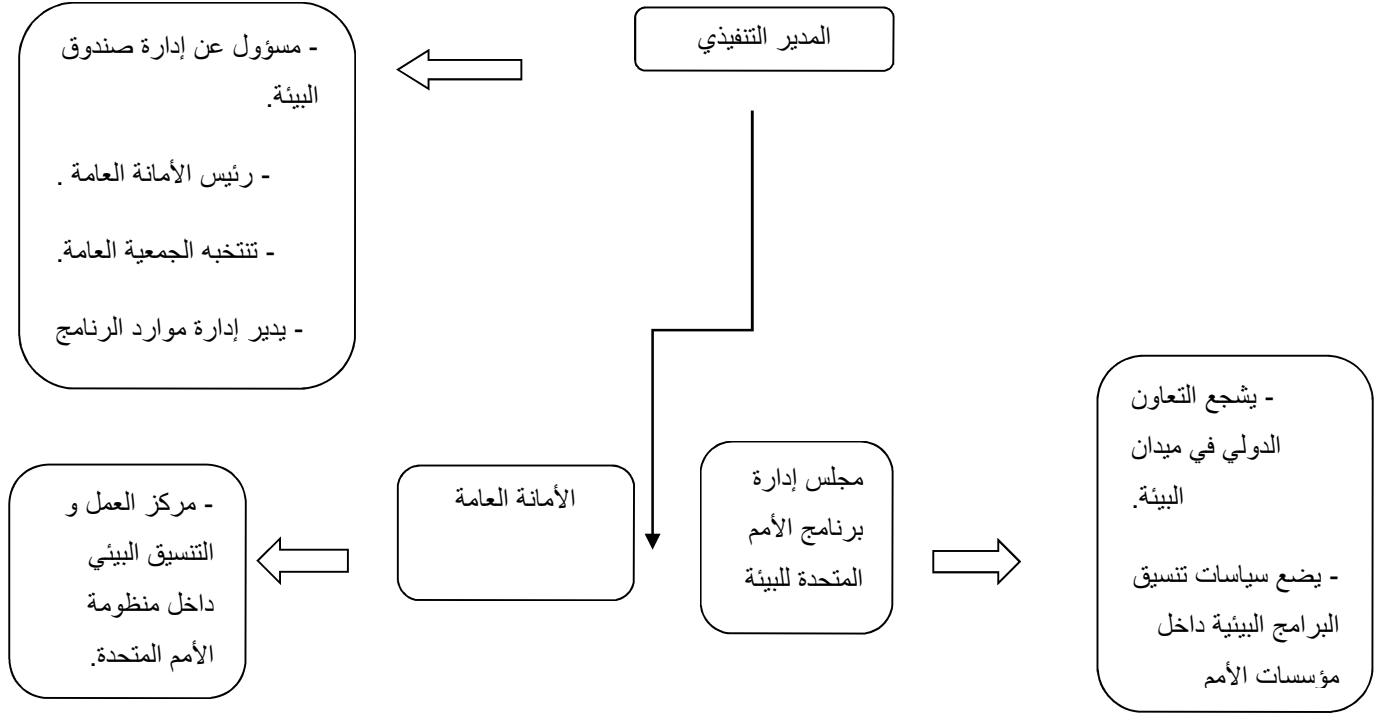 المدير التنفيذي
- مسؤول عن إدارة صندوق
البيئة.
- رئيس الأمانة العامة .
- تنتخبه الجمعية العامة.
- يدير إدارة موارد الرنامج
مجلس إدارة
برنامج الأمم
المتحدة للبيئة
- يشجع التعاون
الدولي في ميدان
البيئة.
- يضع سياسات تنسيق
البرامج البيئية داخل
مؤسسات الأمم
الأمانة العامة
- مركز العمل و
التنسيق البيئي
داخل منظومة
الأمم المتحدة.